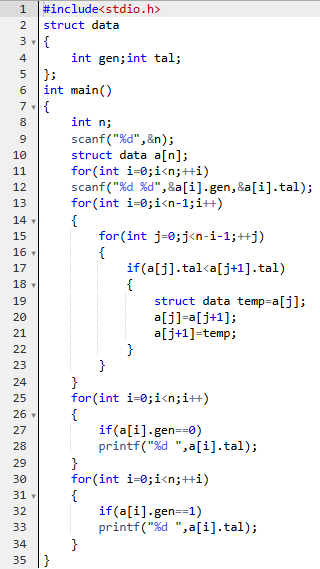 1 #include<stdio.h>
2 struct data
3 {
4 int gen;int tal;
5 };
6 int main()
7 {
8 int n;
9 scanf("%d",&n);
10 struct data a[n];
11 for(int i=0;i<n;++i)
12 scanf("%d %d",&a[i].gen,&a[i].tal);
13 for(int i=0;i<n-1;i++)
14 {
15 for(int j=0;j<n-i-1;++j)
16 {
17 if(a[j].tal<a[j+1].tal)
18 {
19 struct data temp=a[j];
20 a[j]=a[j+1];
21 a[j+1]=temp;
22 }
23 }
24 }
25 for(int i=0;i<n;i++)
26 {
27 if(a[i].gen==0)
28 printf("%d ",a[i].tal);
29 }
30 for(int i=0;i<n;++i)
31 {
32 if(a[i].gen==1)
33 printf("%d ",a[i].tal);
34 }
35 }